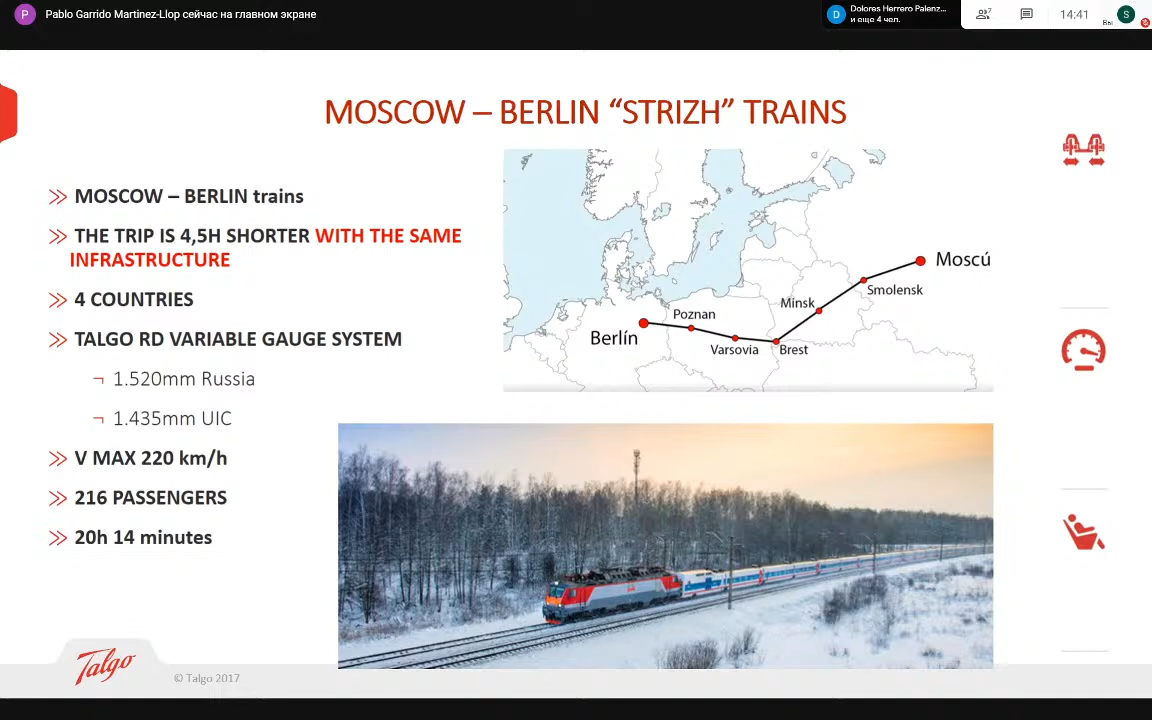 P
Pablo Garrido Martinez-Llop сейчас на главном экране
D
Dolores Herrero Palenz...
и еще 4 чел.
7
14:41
Вы
S
MOSCOW – BERLIN “STRIZH” TRAINS
MOSCOW – BERLIN trains
THE TRIP IS 4,5H SHORTER WITH THE SAME
INFRASTRUCTURE
4 COUNTRIES
TALGO RD VARIABLE GAUGE SYSTEM
¬ 1.520mm Russia
¬ 1.435mm UIC
V MAX 220 km/h
216 PASSENGERS
20h 14 minutes
Moscú
Smolensk
Minsk
Poznan
Berlín
Varsovia
Brest
Talgo
© Talgo 2017